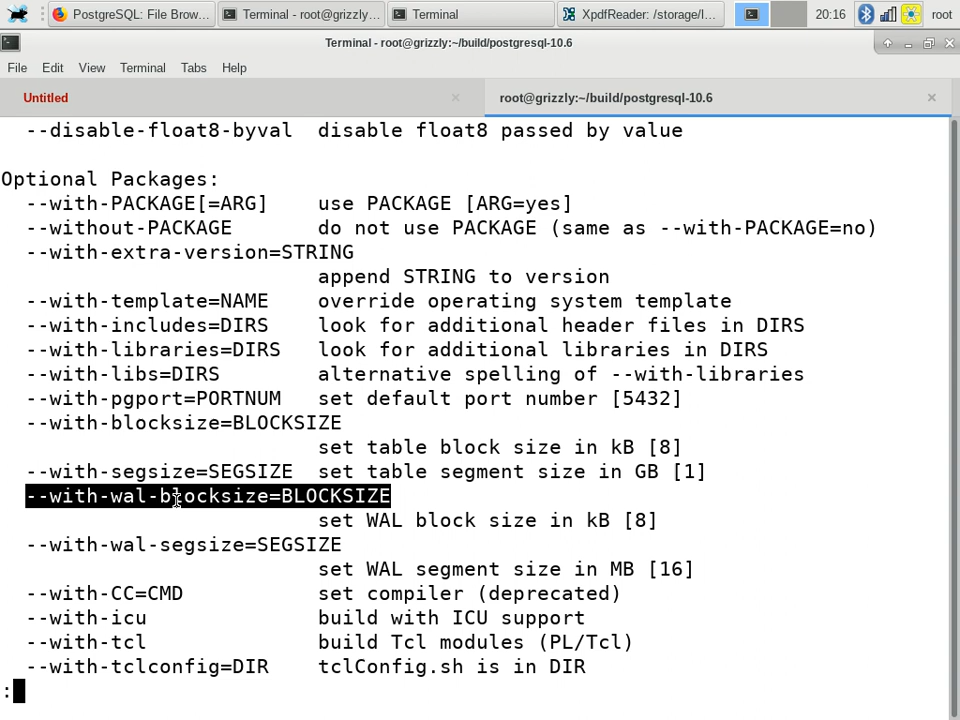 PostgreSQL: File Brow...
Terminal - root@grizzly:...
Terminal
XpdfReader: /storage/l...
20:16
root
Terminal - root@grizzly:~/build/postgresql-10.6
File Edit View Terminal Tabs Help
Untitled
root@grizzly:~/build/postgresql-10.6
--disable-float8-byval  disable float8 passed by value
Optional Packages:
--with-PACKAGE[=ARG]    use PACKAGE [ARG=yes]
--without-PACKAGE       do not use PACKAGE (same as --with-PACKAGE=no)
--with-extra-version=STRING
append STRING to version
--with-template=NAME    override operating system template
--with-includes=DIRS    look for additional header files in DIRS
--with-libraries=DIRS   look for additional libraries in DIRS
--with-libs=DIRS        alternative spelling of --with-libraries
--with-pgport=PORTNUM   set default port number [5432]
--with-blocksize=BLOCKSIZE
set table block size in kB [8]
--with-segsize=SEGSIZE  set table segment size in GB [1]
--with-wal-blocksize=BLOCKSIZE
set WAL block size in kB [8]
--with-wal-segsize=SEGSIZE
set WAL segment size in MB [16]
--with-CC=CMD           set compiler (deprecated)
--with-icu              build with ICU support
--with-tcl              build Tcl modules (PL/Tcl)
--with-tclconfig=DIR    tclConfig.sh is in DIR
: